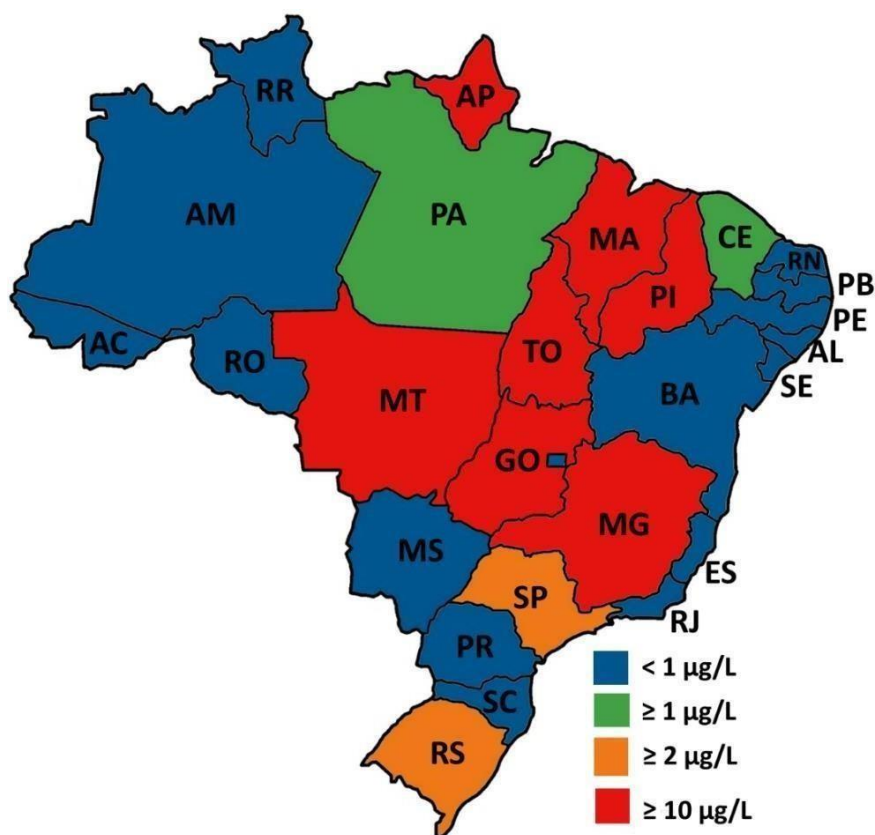 RR
AP
AM
PA
MA
CE
RN
PB
PI
PE
AC
RO
TO
AL
MT
BA
SE
GO
MG
MS
ES
SP
RJ
PR
SC
RS
< 1 µg/L
≥ 1 µg/L
≥ 2 µg/L
≥ 10 µg/L